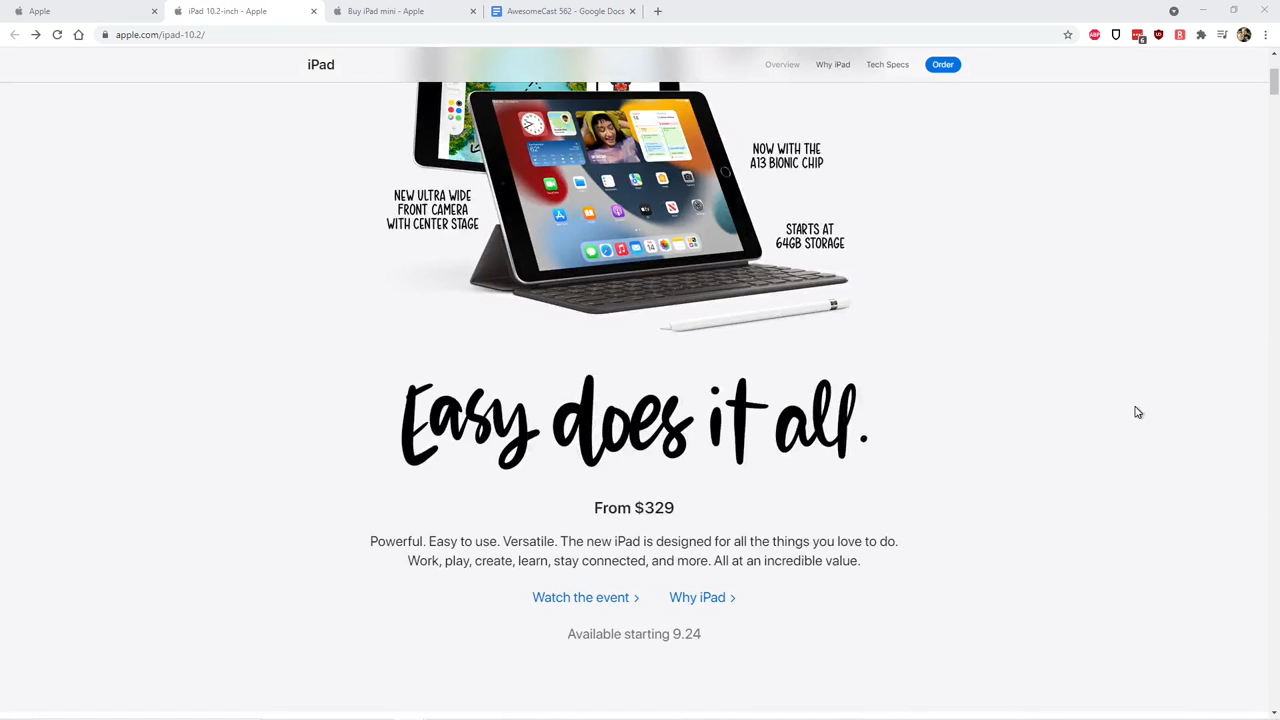 Apple
iPad 10.2-inch - Apple
Buy iPad mini - Apple
AwesomeCast 562 - Google Docs
apple.com/ipad-10.2/
ABP
6
iPad
Overview
Why iPad
Tech Specs
Order
NOW WITH THE
A13 BIONIC CHIP
NEW ULTRA WIDE
FRONT CAMERA
WITH CENTER STAGE
STARTS AT
64GB STORAGE
Easy does it all.
From $329
Powerful. Easy to use. Versatile. The new iPad is designed for all the things you love to do.
Work, play, create, learn, stay connected, and more. All at an incredible value.
Watch the event >
Why iPad >
Available starting 9.24